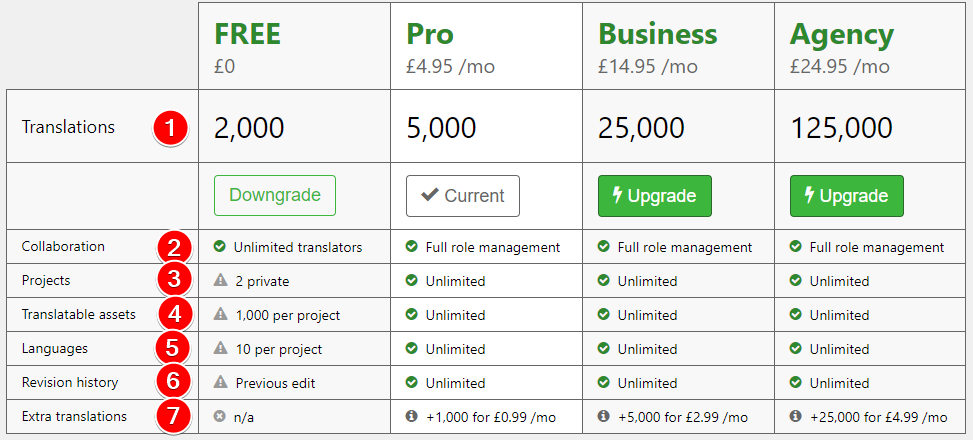 FREE Pro Business Agency
£0 £4.95 /mo £14.95 /mo £24.95 /mo
Translations 1 2,000 5,000 25,000 125,000
Downgrade Current Upgrade Upgrade
Collaboration 2 Unlimited translators Full role management Full role management Full role management
Projects 3 2 private Unlimited Unlimited Unlimited
Translatable assets 4 1,000 per project Unlimited Unlimited Unlimited
Languages 5 10 per project Unlimited Unlimited Unlimited
Revision history 6 Previous edit Unlimited Unlimited Unlimited
Extra translations 7 n/a +1,000 for £0.99 /mo +5,000 for £2.99 /mo +25,000 for £4.99 /mo